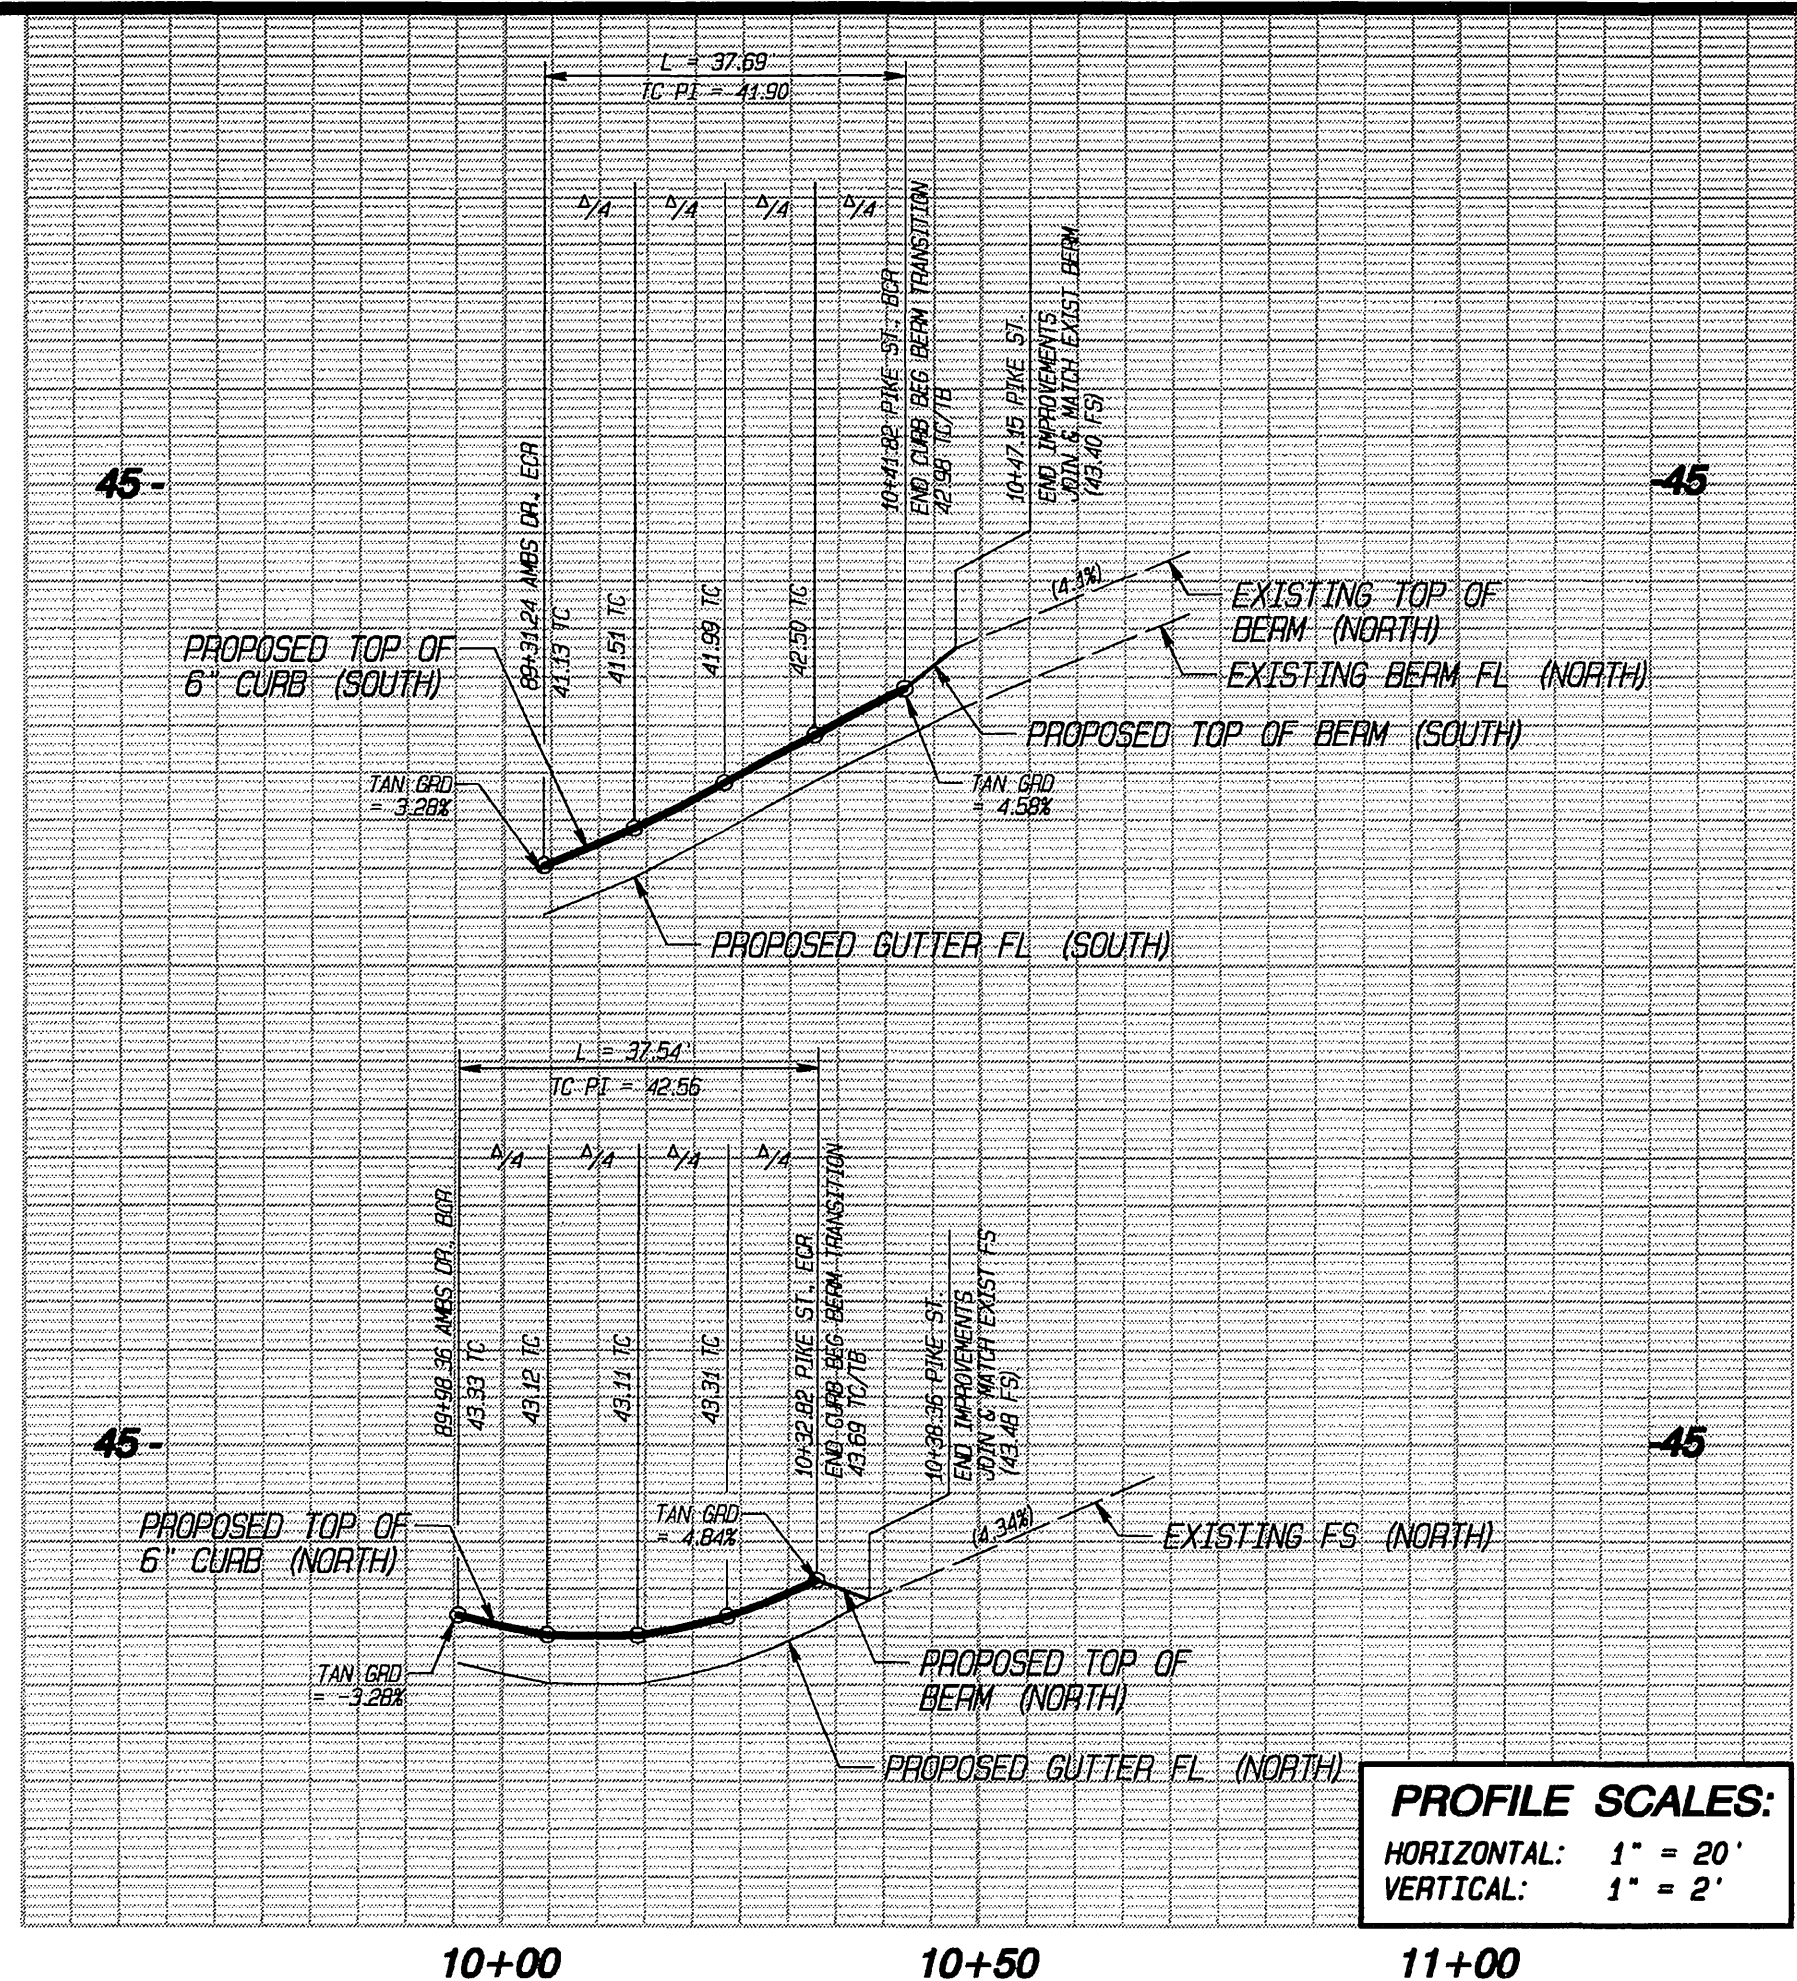 L = 37.69'
TC PI = 41.90
Δ/4 Δ/4 Δ/4 Δ/4
89+31.24 AMBS DR., ECR
41.13 TC
41.51 TC
41.99 TC
42.50 TC
10+41.82 PIKE ST., BCR
END CURB BEG BERM TRANSITION
42.98 TC/TB
10+47.15 PIKE ST.
END IMPROVEMENTS
JOIN & MATCH EXIST BERM
(43.40 FS)
45 -
-45
PROPOSED TOP OF
6" CURB (SOUTH)
EXISTING TOP OF
BERM (NORTH)
EXISTING BERM FL (NORTH)
PROPOSED TOP OF BERM (SOUTH)
TAN GRD
= 3.28%
TAN GRD
= 4.58%
PROPOSED GUTTER FL (SOUTH)
L = 37.54'
TC PI = 42.56
Δ/4 Δ/4 Δ/4 Δ/4
89+98.36 AMBS DR., BCR
43.33 TC
43.12 TC
43.11 TC
43.31 TC
10+32.82 PIKE ST., ECR
END CURB BEG BERM TRANSITION
43.69 TC/TB
10+38.36 PIKE ST.
END IMPROVEMENTS
JOIN & MATCH EXIST FS
(43.48 FS)
45 -
-45
PROPOSED TOP OF
6" CURB (NORTH)
TAN GRD
= 4.84%
(4.34%)
EXISTING FS (NORTH)
TAN GRD
= -3.28%
PROPOSED TOP OF
BERM (NORTH)
PROPOSED GUTTER FL (NORTH)
PROFILE SCALES:
HORIZONTAL: 1" = 20'
VERTICAL: 1" = 2'
10+00 10+50 11+00